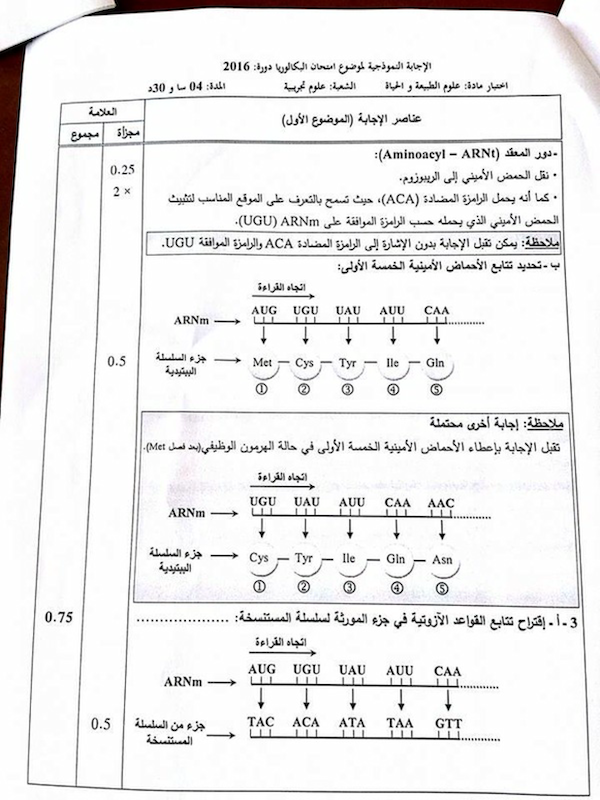 الإجابة النموذجية لموضوع امتحان البكالوريا دورة: 2016
اختبار مادة: علوم الطبيعة و الحياة الشعبة: علوم تجريبية المدة: 04 سا و 30د
عناصر الإجابة (الموضوع الأول) العلامة
مجزأة مجموع
- دور المعقد (Aminoacyl – ARNt):
• نقل الحمض الأميني إلى الريبوزوم. 0.25
• كما أنه يحمل الرامزة المضادة (ACA)، حيث تسمح بالتعرف على الموقع المناسب لتثبيت 2 ×
الحمض الأميني الذي يحمله حسب الرامزة الموافقة على ARNm (UGU).
ملاحظة: يمكن تقبل الإجابة بدون الإشارة إلى الرامزة المضادة ACA والرامزة الموافقة UGU.
ب- تحديد تتابع الأحماض الأمينية الخمسة الأولى:
اتجاه القراءة
AUG UGU UAU AUU CAA
ARNm
جزء السلسلة الببتيدية Met Cys Tyr Ile Gln 0.5
① ② ③ ④ ⑤
ملاحظة: إجابة أخرى محتملة
تقبل الإجابة بإعطاء الأحماض الأمينية الخمسة الأولى في حالة الهرمون الوظيفي(بعد فصل Met).
اتجاه القراءة
UGU UAU AUU CAA AAC
ARNm
جزء السلسلة الببتيدية Cys Tyr Ile Gln Asn
① ② ③ ④ ⑤
3 - أ - إقتراح تتابع القواعد الآزوتية في جزء المورثة لسلسلة المستنسخة: .................... 0.75
اتجاه القراءة
AUG UGU UAU AUU CAA
ARNm
جزء من السلسلة المستنسخة TAC ACA ATA TAA GTT 0.5